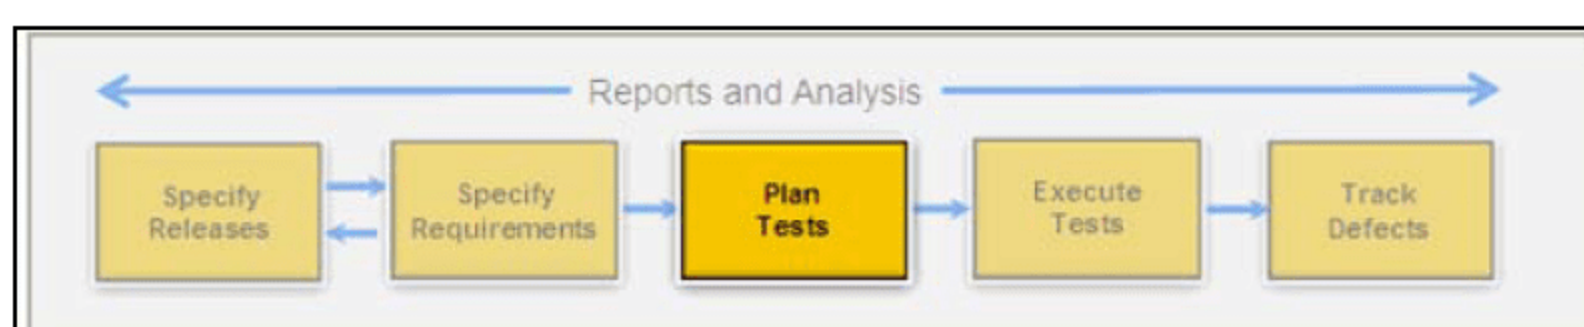 Reports and Analysis
Specify
Releases
Specify
Requirements
Plan
Tests
Execute
Tests
Track
Defects